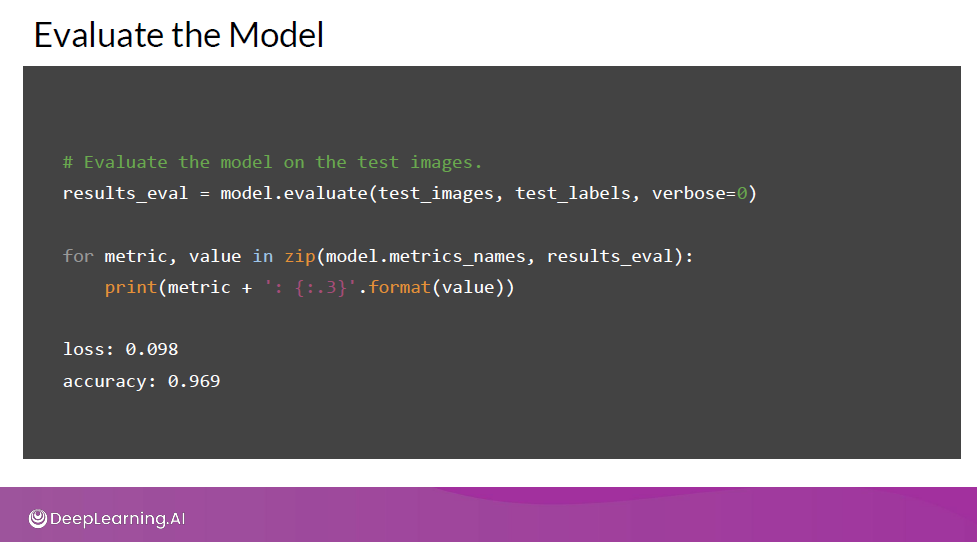 Evaluate the Model
# Evaluate the model on the test images.
results_eval = model.evaluate(test_images, test_labels, verbose=0)
for metric, value in zip(model.metrics_names, results_eval):
    print(metric + ': {:.3}'.format(value))
loss: 0.098
accuracy: 0.969
DeepLearning.AI